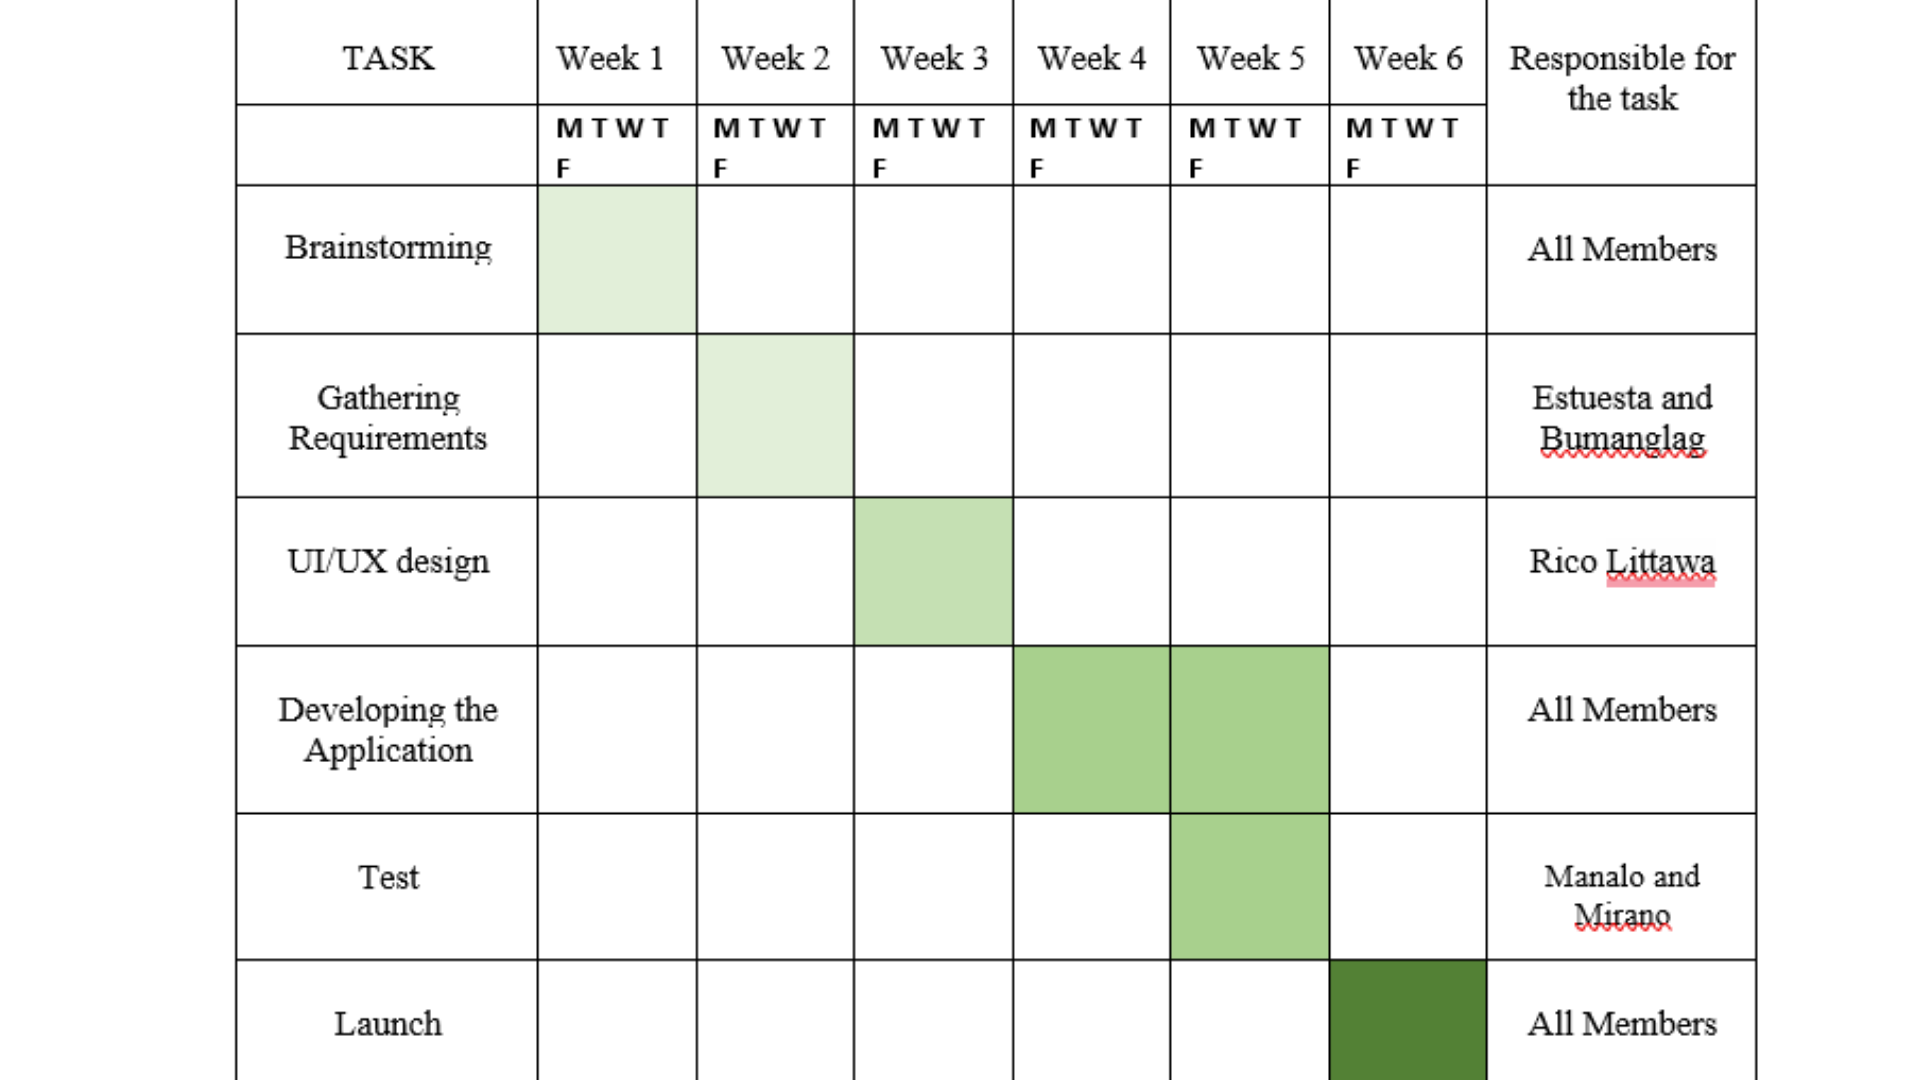 TASK Week 1 Week 2 Week 3 Week 4 Week 5 Week 6 Responsible for
the task
M T W T M T W T M T W T M T W T M T W T M T W T
F F F F F F
Brainstorming All Members
Gathering Estuesta and
Requirements Bumanglag
UI/UX design Rico Littawa
Developing the All Members
Application
Test Manalo and
Mirano
Launch All Members